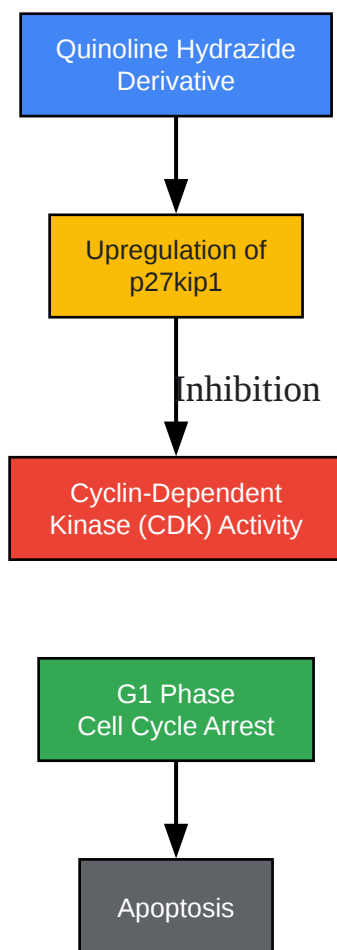 Quinoline Hydrazide
Derivative
Upregulation of
p27kip1
Inhibition
Cyclin-Dependent
Kinase (CDK) Activity
G1 Phase
Cell Cycle Arrest
Apoptosis